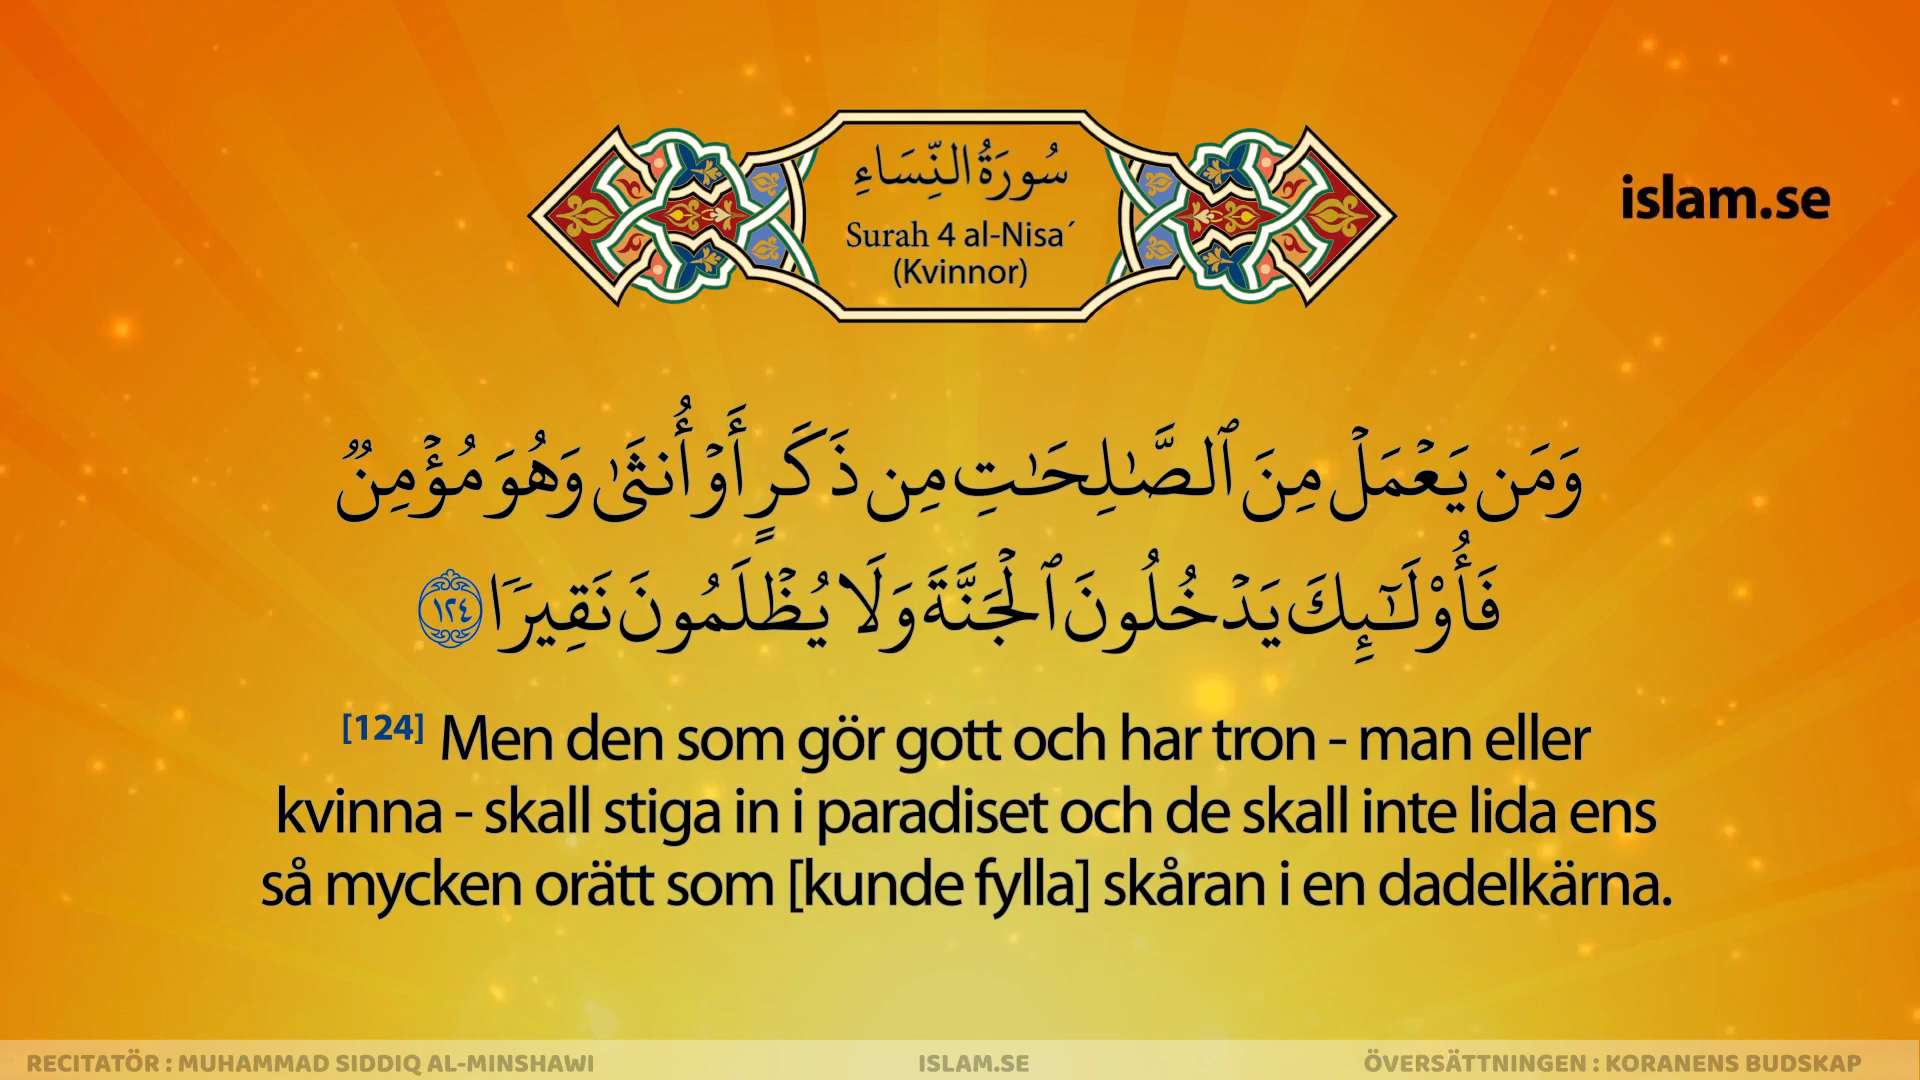 سُورَةُ النِّسَاءِ
Surah 4 al-Nisa´
(Kvinnor)
islam.se
وَمَن يَعۡمَلۡ مِنَ ٱلصَّٰلِحَٰتِ مِن ذَكَرٍ أَوۡ أُنثَىٰ وَهُوَ مُؤۡمِنٞ
فَأُوْلَٰٓئِكَ يَدۡخُلُونَ ٱلۡجَنَّةَ وَلَا يُظۡلَمُونَ نَقِيرٗا ١٢٤
[124] Men den som gör gott och har tron - man eller
kvinna - skall stiga in i paradiset och de skall inte lida ens
så mycken orätt som [kunde fylla] skåran i en dadelkärna.
RECITATÖR : MUHAMMAD SIDDIQ AL-MINSHAWI
ISLAM.SE
ÖVERSÄTTNINGEN : KORANENS BUDSKAP